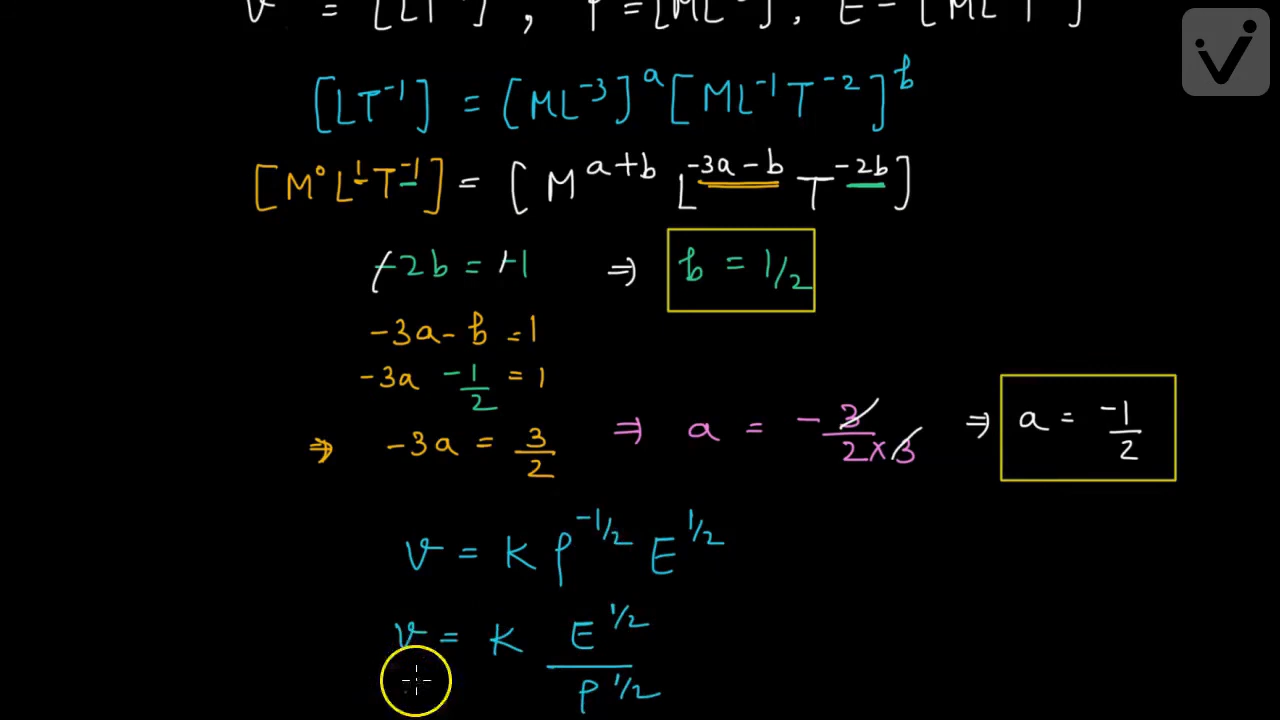 [LT⁻¹] = [ML⁻³]ᵃ [ML⁻¹T⁻²]ᵇ
[M⁰L¹T⁻¹] = [M^(a+b) L^(-3a-b) T^(-2b)]
-2b = -1 ⇒ b = 1/2
-3a - b = 1
-3a - 1/2 = 1
⇒ -3a = 3/2 ⇒ a = - 3/(2×3) ⇒ a = -1/2
v = K ρ^(-1/2) E^(1/2)
v = K E^(1/2) / ρ^(1/2)